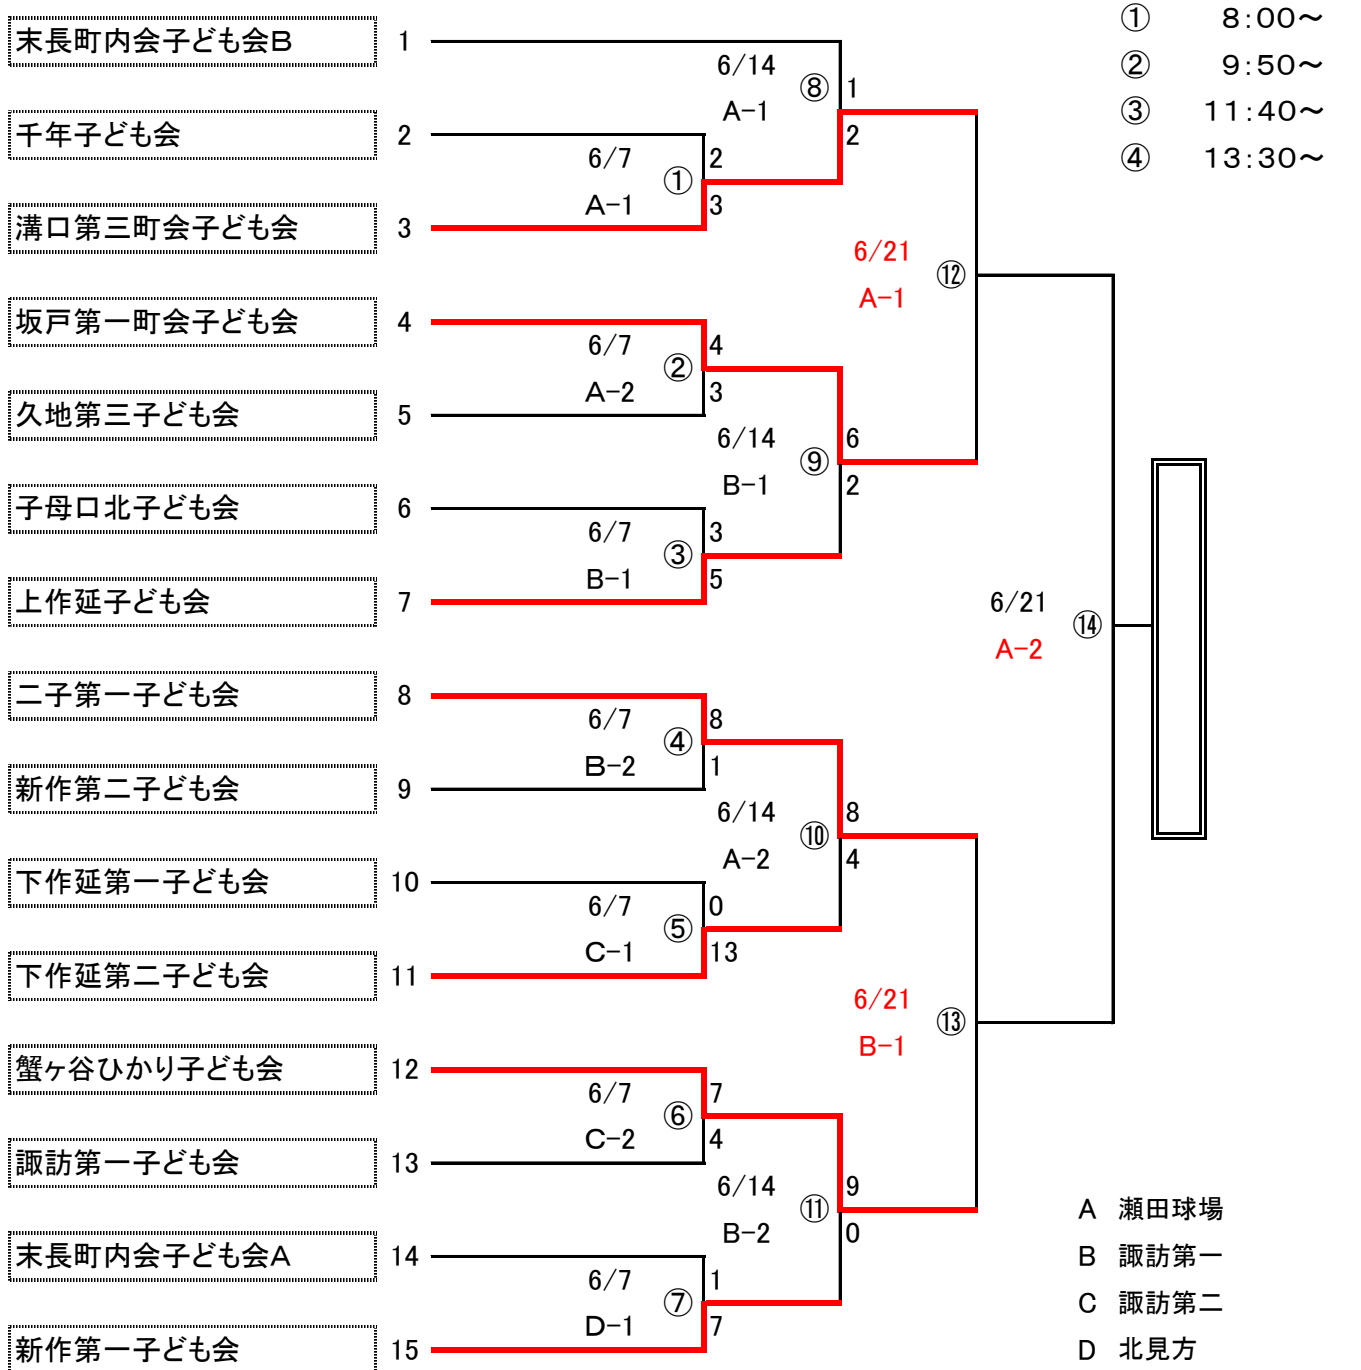 ① 8:00～
末長町内会子ども会B 1
6/14 ⑧ 1
② 9:50～
A-1
③ 11:40～
千年子ども会 2
2
6/7 ① 2
④ 13:30～
A-1 3
溝口第三町会子ども会 3
6/21 ⑫
A-1
坂戸第一町会子ども会 4
6/7 ② 4
A-2 3
久地第三子ども会 5
6/14 ⑨ 6
B-1 2
子母口北子ども会 6
6/7 ③ 3
B-1 5
上作延子ども会 7
6/21 ⑭
A-2
二子第一子ども会 8
6/7 ④ 8
B-2 1
新作第二子ども会 9
6/14 ⑩ 8
A-2 4
下作延第一子ども会 10
6/7 ⑤ 0
C-1 13
下作延第二子ども会 11
6/21 ⑬
B-1
蟹ヶ谷ひかり子ども会 12
6/7 ⑥ 7
C-2 4
諏訪第一子ども会 13
6/14 ⑪ 9
B-2 0
A 瀬田球場
末長町内会子ども会A 14
B 諏訪第一
6/7 ⑦ 1
C 諏訪第二
D-1 7
新作第一子ども会 15
D 北見方